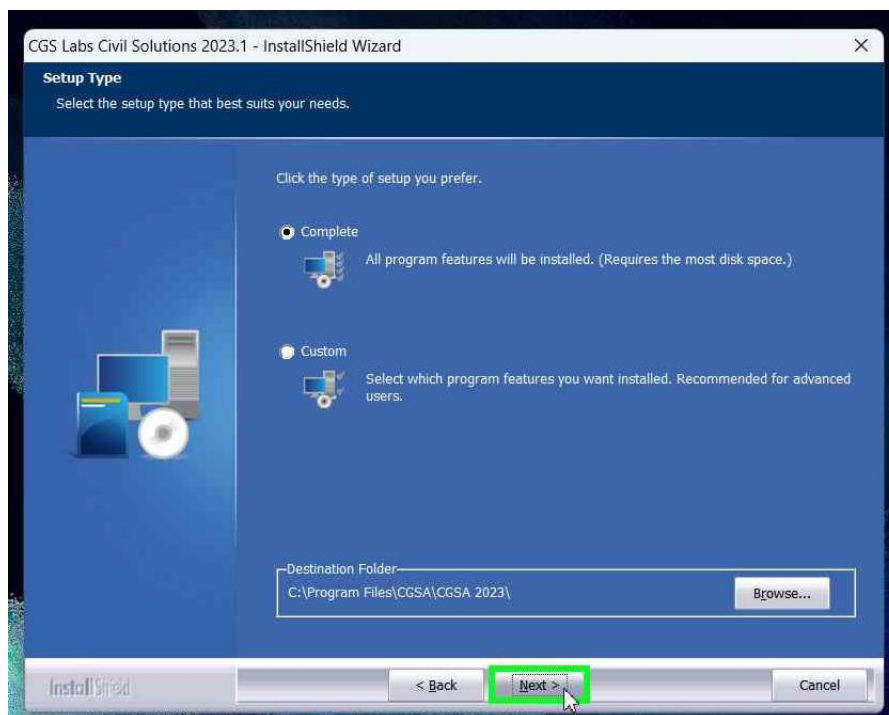 CGS Labs Civil Solutions 2023.1 - InstallShield Wizard
Setup Type
Select the setup type that best suits your needs.
Click the type of setup you prefer.
Complete
All program features will be installed. (Requires the most disk space.)
Custom
Select which program features you want installed. Recommended for advanced
users.
Destination Folder
C:\Program Files\CGSA\CGSA 2023\
Browse...
InstallShield
< Back
Next >
Cancel